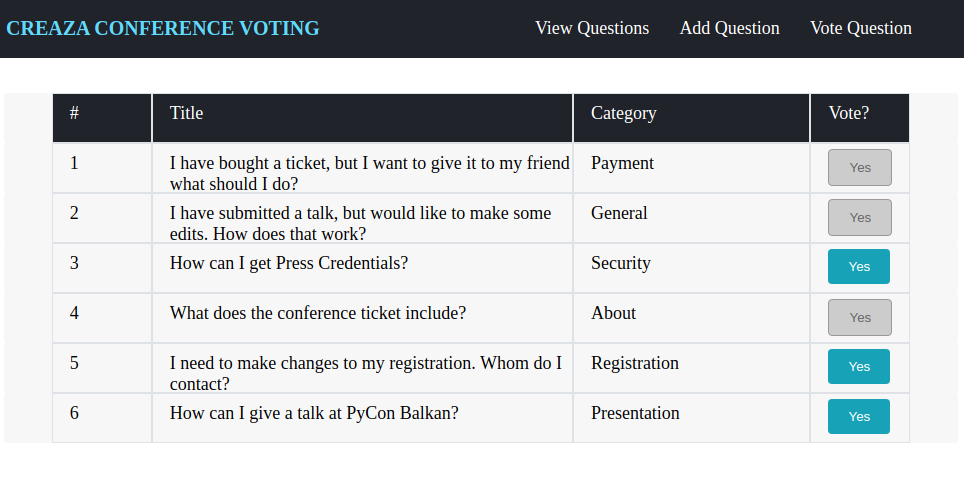 CREAZA CONFERENCE VOTING View Questions Add Question Vote Question
# Title Category Vote?
1 I have bought a ticket, but I want to give it to my friend Payment Yes
what should I do?
2 I have submitted a talk, but would like to make some General Yes
edits. How does that work?
3 How can I get Press Credentials? Security Yes
4 What does the conference ticket include? About Yes
5 I need to make changes to my registration. Whom do I Registration Yes
contact?
6 How can I give a talk at PyCon Balkan? Presentation Yes